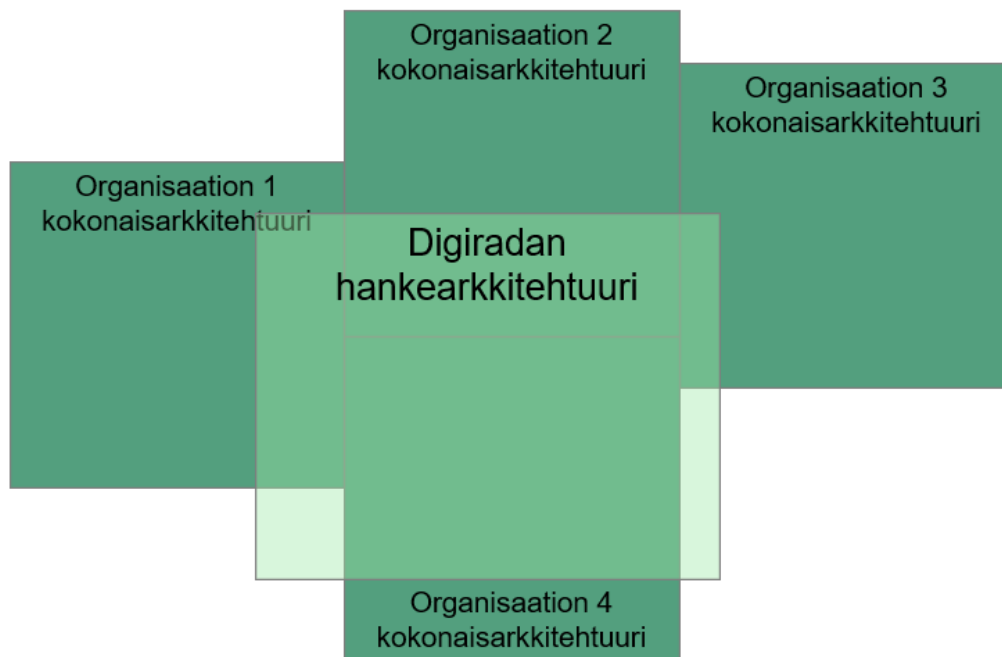 Organisaation 2
kokonaisarkkitehtuuri
Organisaation 3
kokonaisarkkitehtuuri
Organisaation 1
kokonaisarkkitehtuuri
Digiradan
hankearkkitehtuuri
Organisaation 4
kokonaisarkkitehtuuri